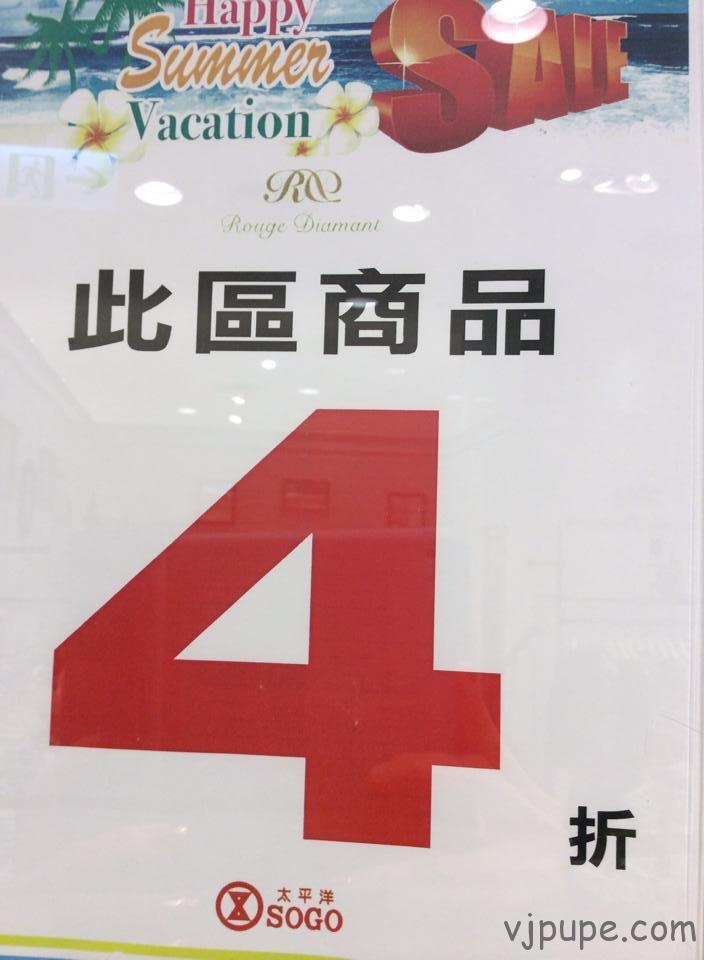 Happy
Summer
Vacation
SALE
Rouge Diamant
此區商品
4折
太平洋
SOGO
vjpupe.com